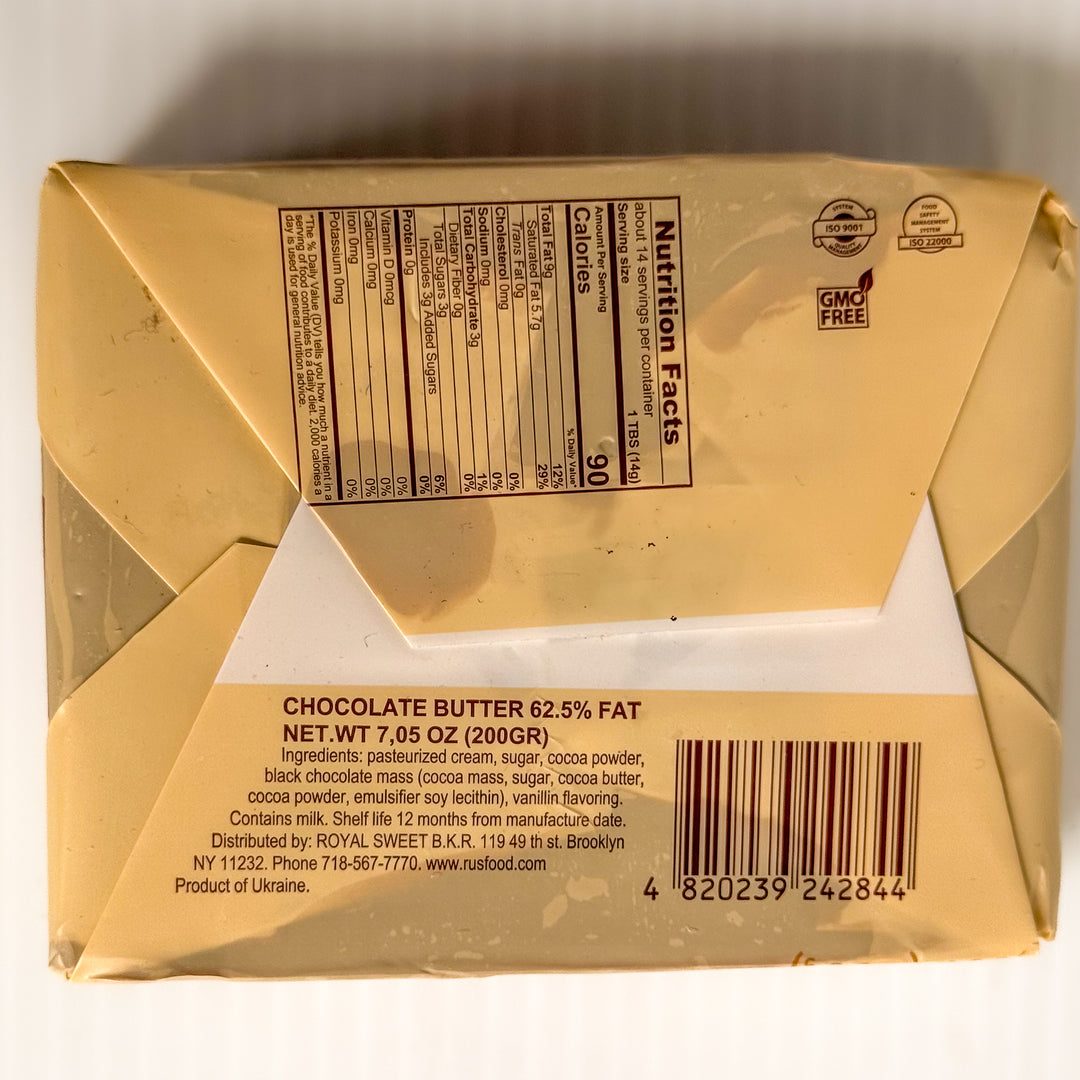 Nutrition Facts
about 14 servings per container
Serving size 1 TBS (14g)
Amount Per Serving
Calories 90
% Daily Value*
Total Fat 9g 12%
Saturated Fat 5.7g 29%
Trans Fat 0g 0%
Cholesterol 0mg 0%
Sodium 0mg 1%
Total Carbohydrate 3g 0%
Dietary Fiber 0g
Total Sugars 3g 6%
Includes 3g Added Sugars 0%
Protein 0g 0%
Vitamin D 0mcg 0%
Calcium 0mg 0%
Iron 0mg 0%
Potassium 0mg
*The % Daily Value (DV) tells you how much a nutrient in a
serving of food contributes to a daily diet. 2,000 calories a
day is used for general nutrition advice.
SYSTEM
ISO 9001
QUALITY
MANAGEMENT
FOOD
SAFETY
MANAGEMENT
SYSTEM
ISO 22000
GMO
FREE
CHOCOLATE BUTTER 62.5% FAT
NET.WT 7,05 OZ (200GR)
Ingredients: pasteurized cream, sugar, cocoa powder,
black chocolate mass (cocoa mass, sugar, cocoa butter,
cocoa powder, emulsifier soy lecithin), vanillin flavoring.
Contains milk. Shelf life 12 months from manufacture date.
Distributed by: ROYAL SWEET B.K.R. 119 49 th st. Brooklyn
NY 11232. Phone 718-567-7770. www.rusfood.com
Product of Ukraine.
4 820239 242844